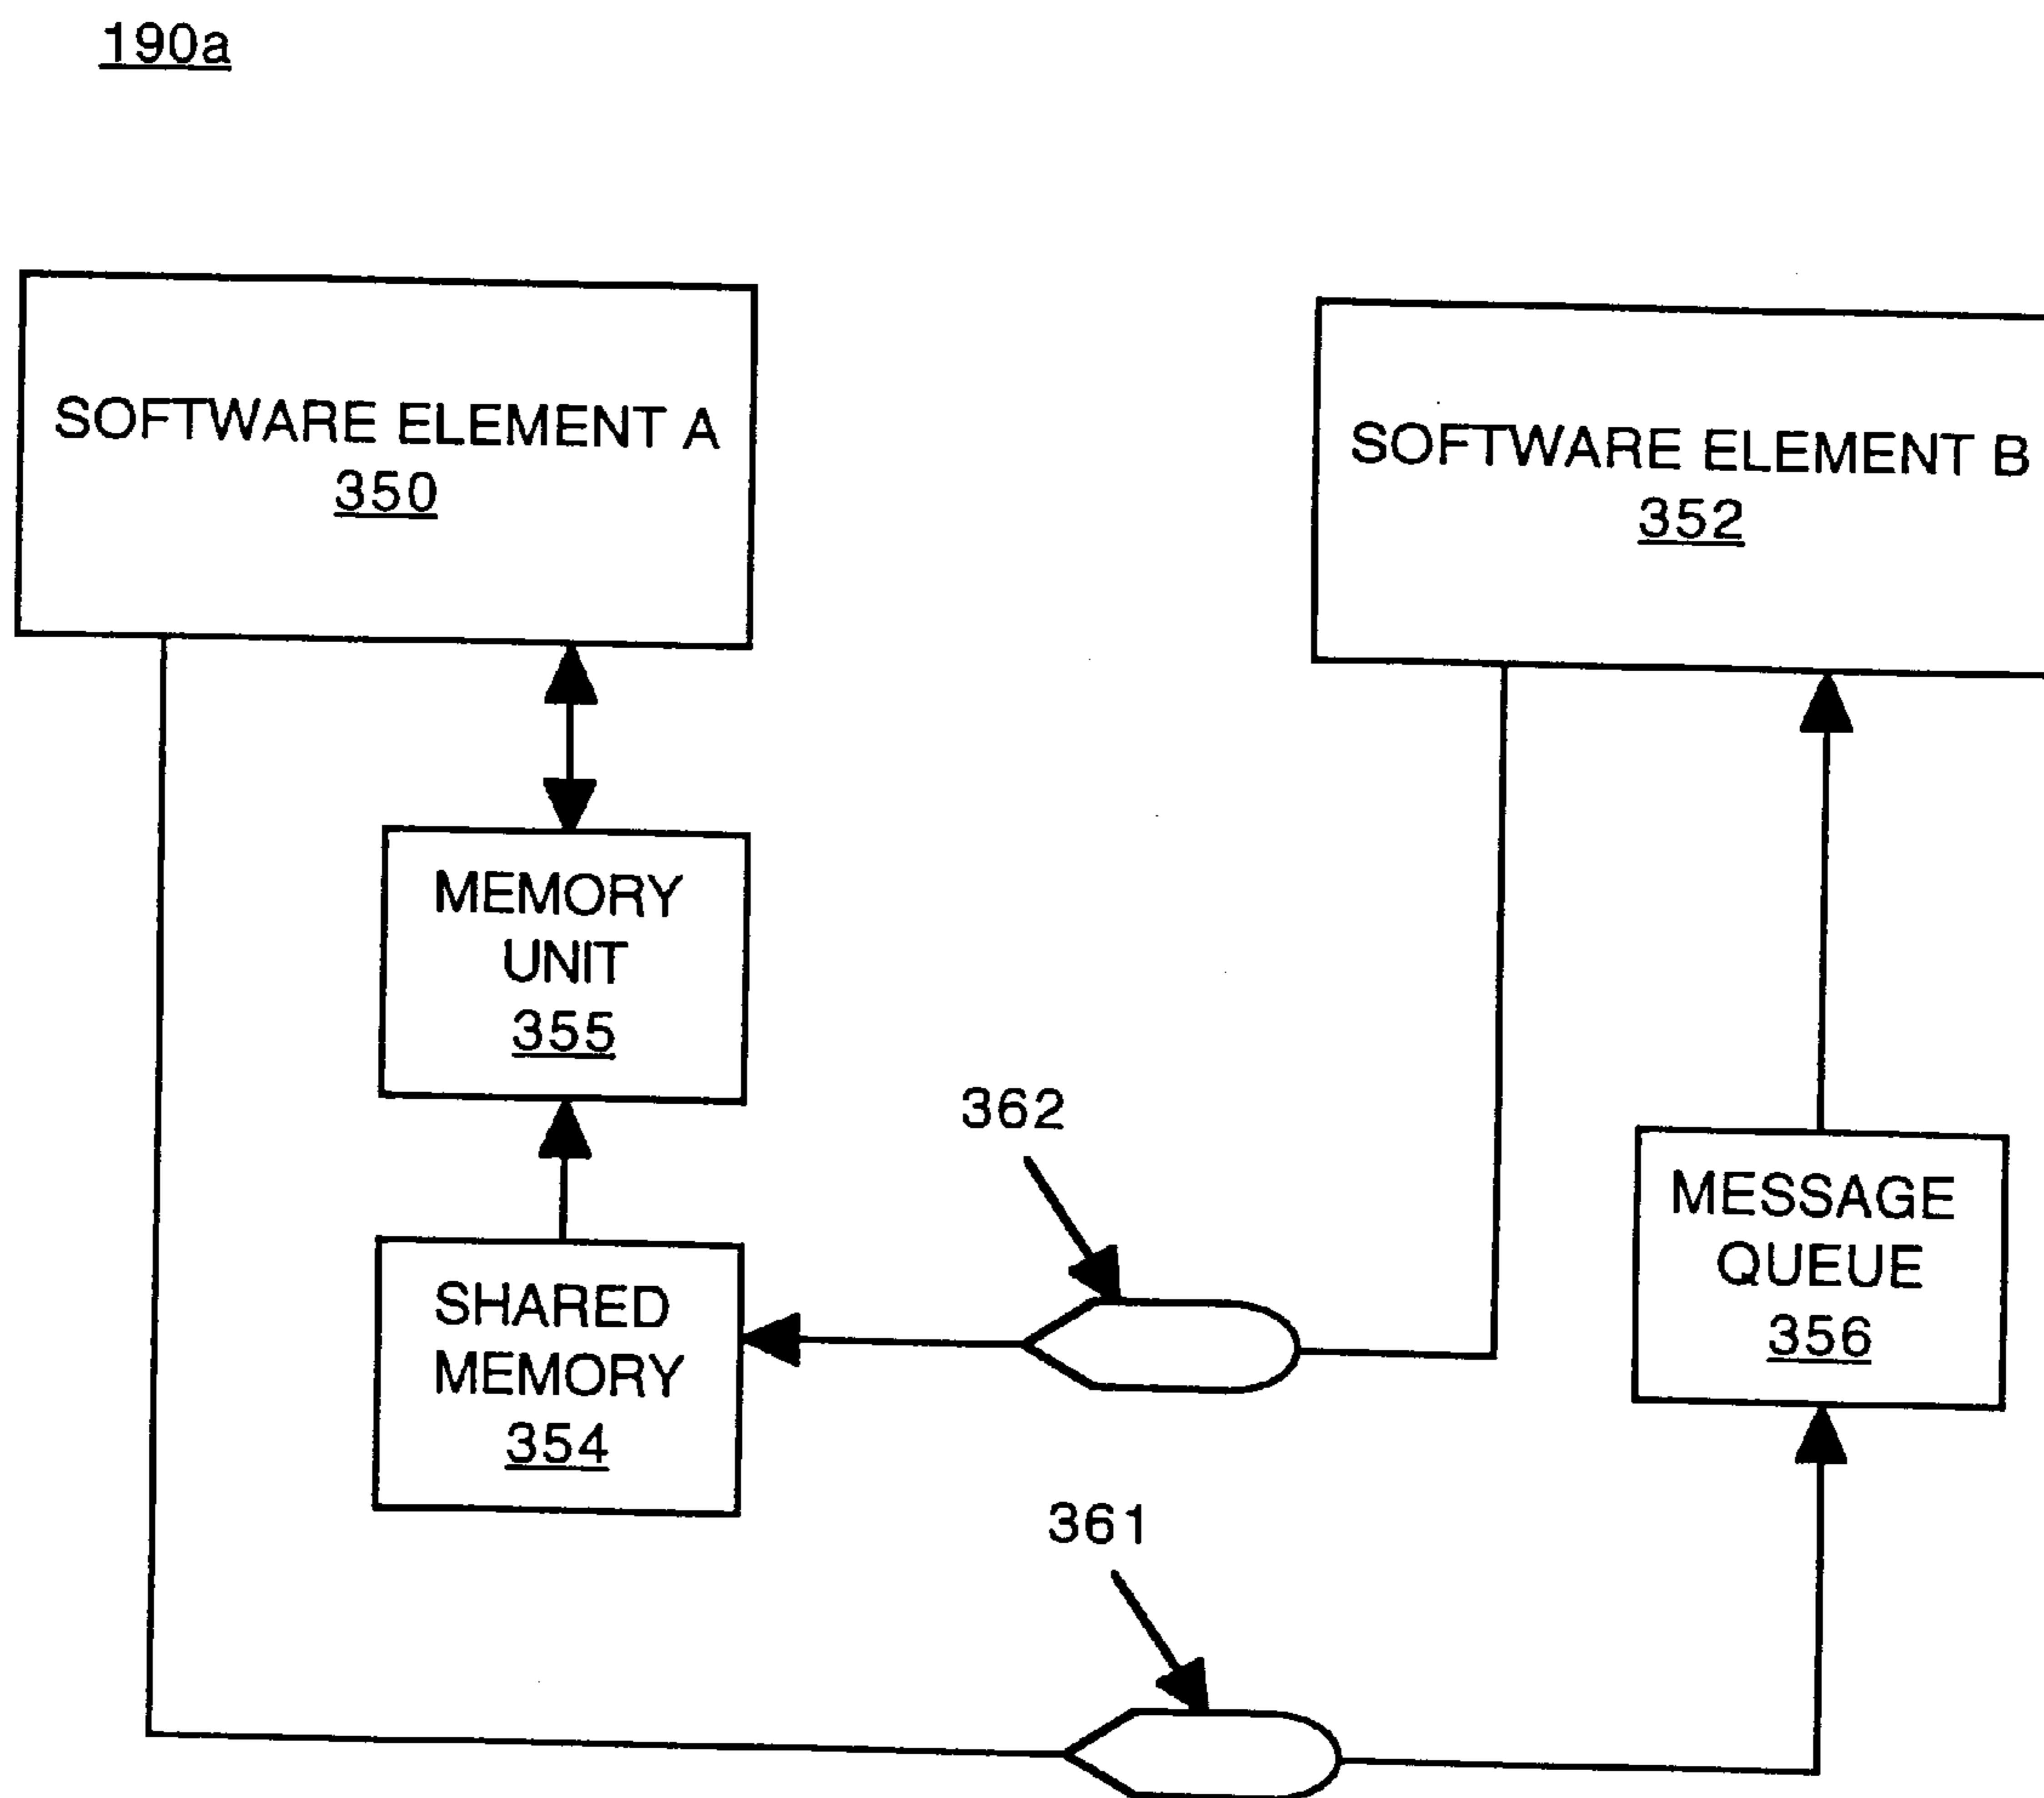 190a
SOFTWARE ELEMENT A
350
SOFTWARE ELEMENT B
352
MEMORY
UNIT
355
362
MESSAGE
QUEUE
356
SHARED
MEMORY
354
361